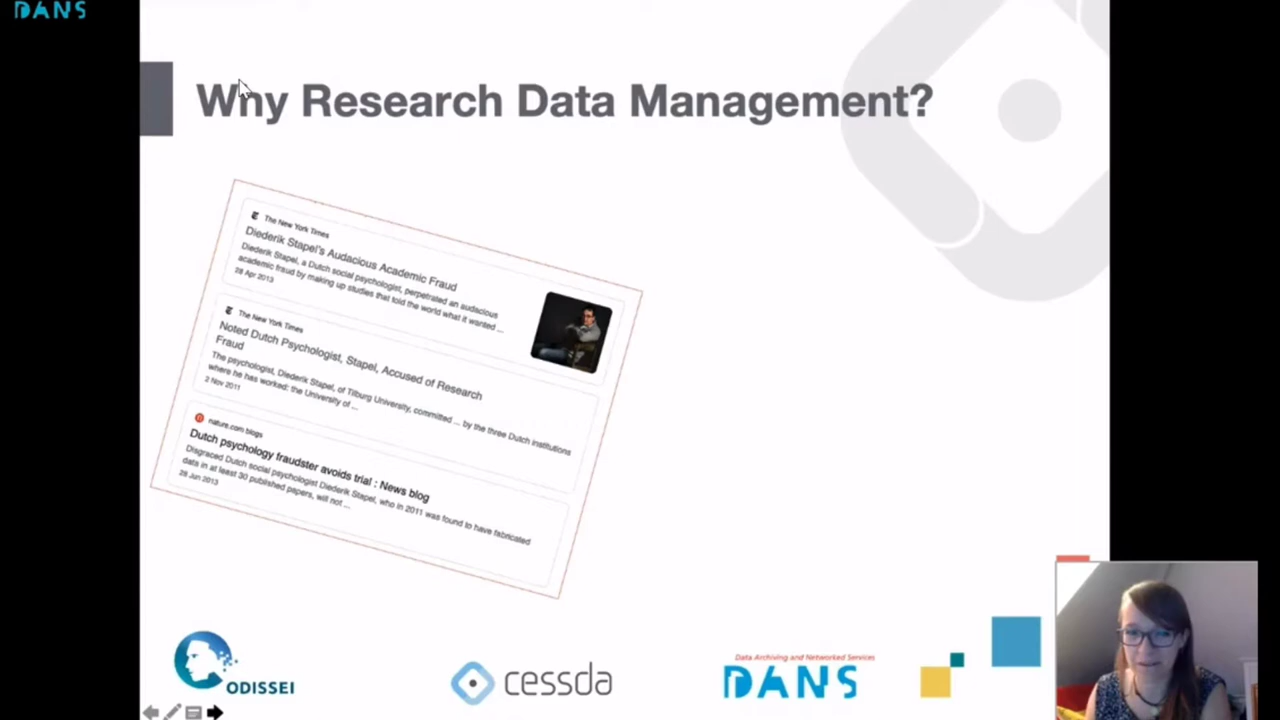 DANS
Why Research Data Management?
The New York Times
Diederik Stapel's Audacious Academic Fraud
Diederik Stapel, a Dutch social psychologist, perpetrated an audacious
academic fraud by making up studies that told the world what it wanted ...
28 Apr 2013
The New York Times
Noted Dutch Psychologist, Stapel, Accused of Research
Fraud
The psychologist, Diederik Stapel, of Tilburg University, committed ... by the three Dutch institutions
where he has worked: the University of ...
2 Nov 2011
nature.com blogs
Dutch psychology fraudster avoids trial : News blog
Disgraced Dutch social psychologist Diederik Stapel, who in 2011 was found to have fabricated
data in at least 30 published papers, will not ...
28 Jun 2013
ODISSEI
cessda
Data Archiving and Networked Services
DANS